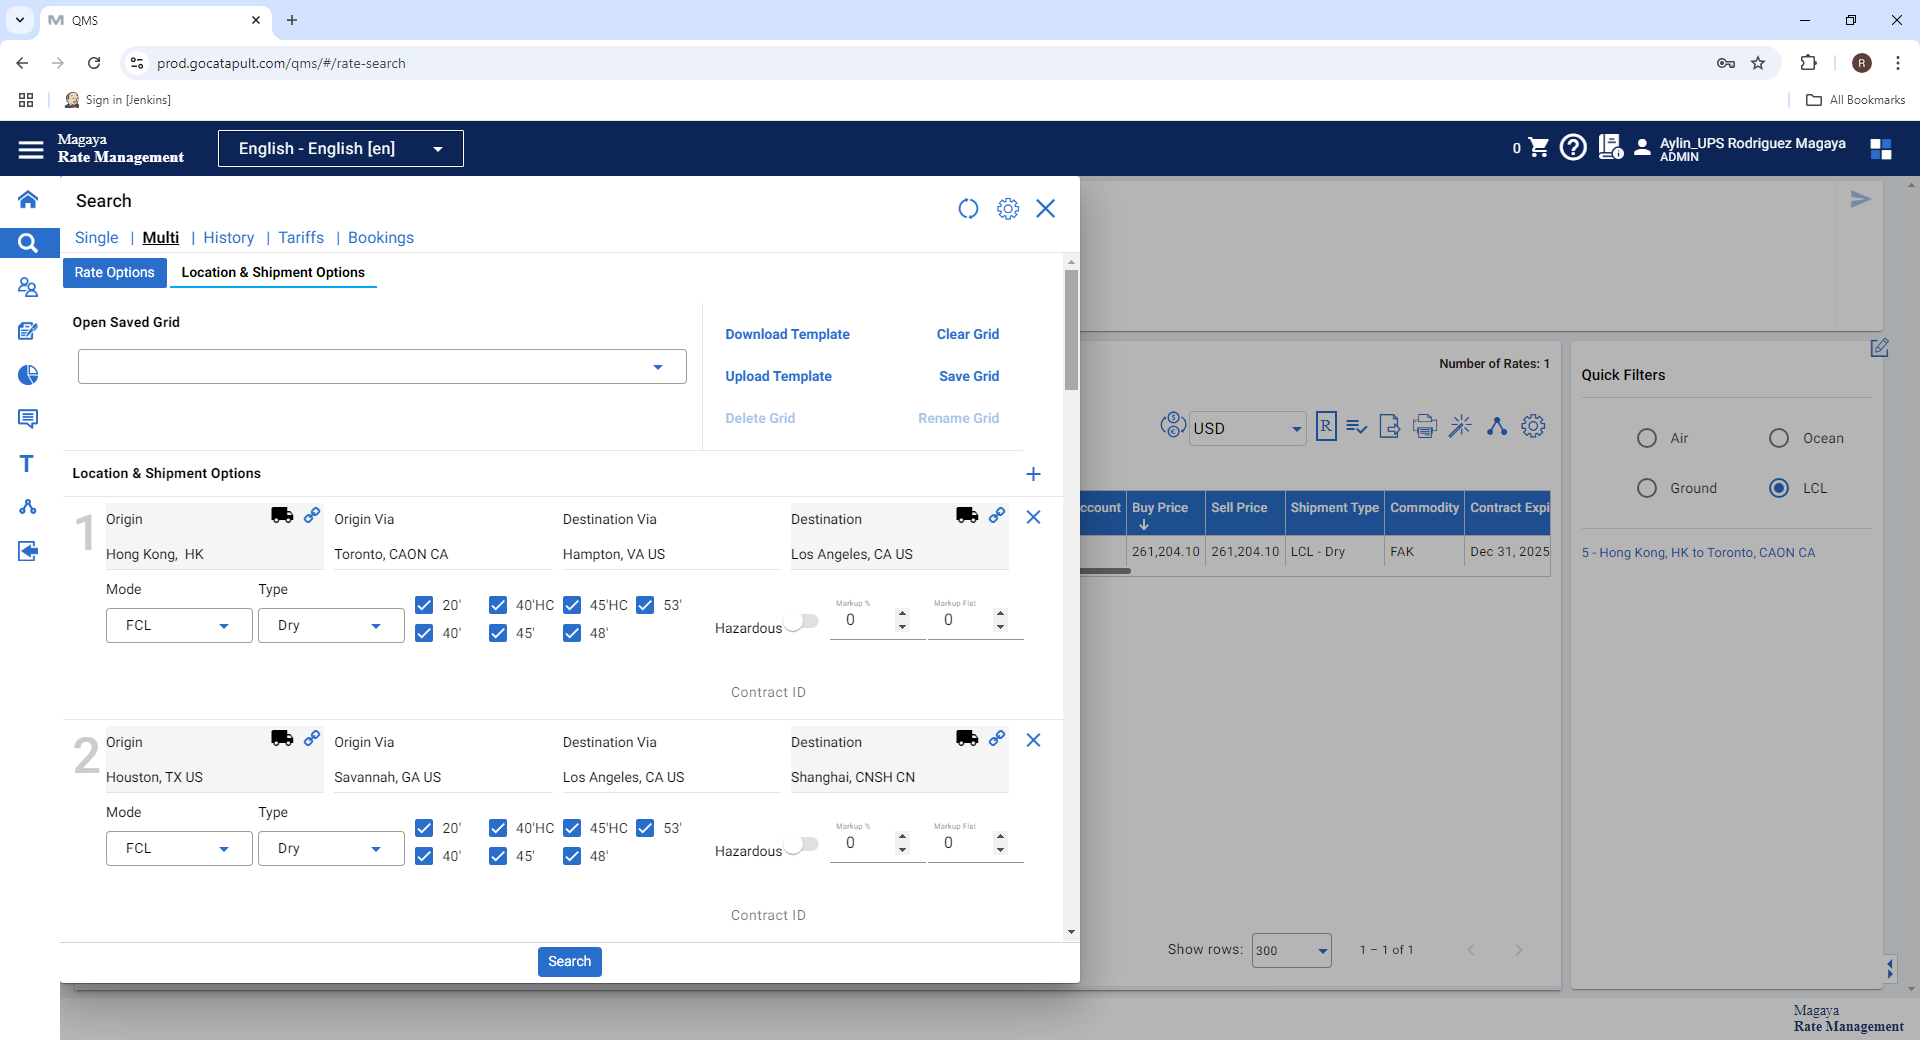 QMS
prod.gocatapult.com/qms/#/rate-search
R
Sign in [Jenkins]
All Bookmarks
Magaya
Rate Management
English - English [en]
0
Aylin_UPS Rodriguez Magaya
ADMIN
Search
Single | Multi | History | Tariffs | Bookings
Rate Options
Location & Shipment Options
Open Saved Grid
Download Template
Clear Grid
Upload Template
Save Grid
Delete Grid
Rename Grid
Location & Shipment Options
1
Origin
Origin Via
Destination Via
Destination
Hong Kong, HK
Toronto, CAON CA
Hampton, VA US
Los Angeles, CA US
Mode
Type
FCL
Dry
20'
40'HC
45'HC
53'
40'
45'
48'
Hazardous
Markup %
0
Markup Flat
0
Contract ID
2
Origin
Origin Via
Destination Via
Destination
Houston, TX US
Savannah, GA US
Los Angeles, CA US
Shanghai, CNSH CN
Mode
Type
FCL
Dry
20'
40'HC
45'HC
53'
40'
45'
48'
Hazardous
Markup %
0
Markup Flat
0
Contract ID
Search
Number of Rates: 1
USD
R
ccount
Buy Price
Sell Price
Shipment Type
Commodity
Contract Expi
261,204.10
261,204.10
LCL - Dry
FAK
Dec 31, 2025
Show rows:
300
1 – 1 of 1
Quick Filters
Air
Ocean
Ground
LCL
5 - Hong Kong, HK to Toronto, CAON CA
T
Magaya
Rate Management